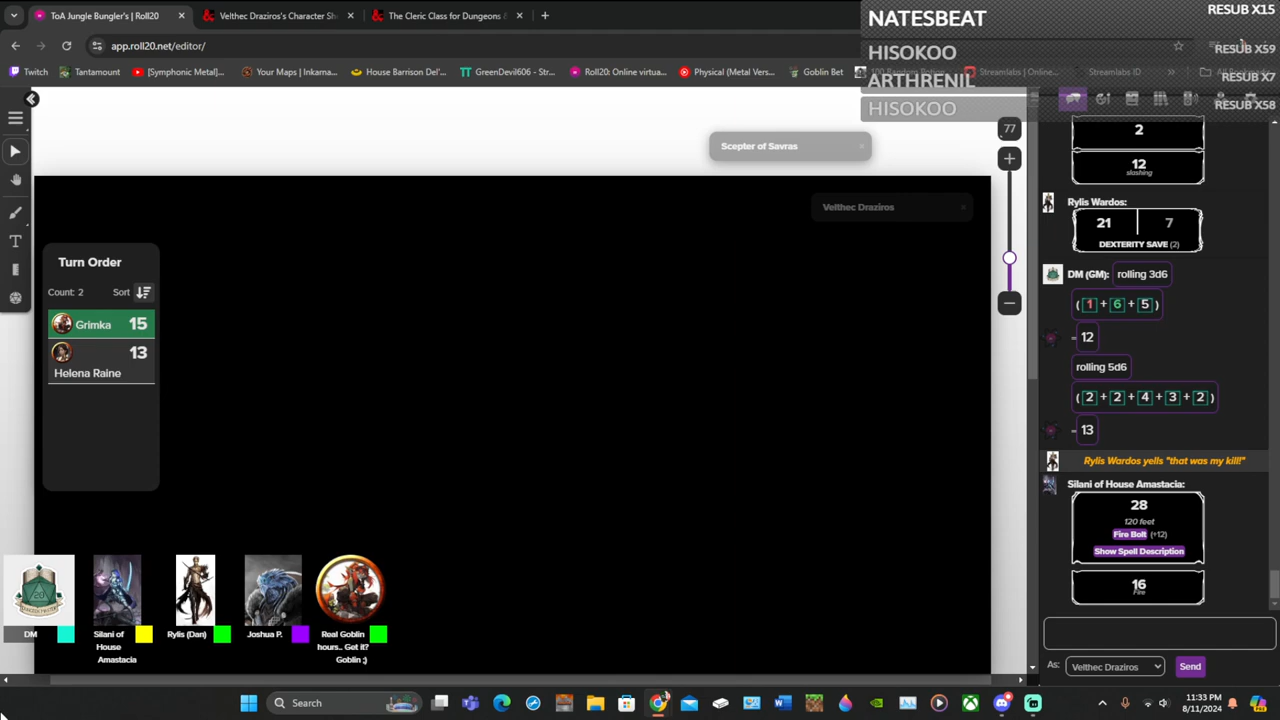 ToA Jungle Bungler's | Roll20
Velthec Draziros's Character Sh
The Cleric Class for Dungeons &
NATESBEAT
RESUB X15
HISOKOO
RESUB X59
ARTHRENIL
RESUB X7
HISOKOO
RESUB X58
app.roll20.net/editor/
Twitch
Tantamount
[Symphonic Metal]...
Your Maps | Inkarna...
House Barrison Del'...
GreenDevil606 - Str...
Roll20: Online virtua...
Physical (Metal Vers...
Goblin Bet
Streamlabs | Online...
Streamlabs ID
77
Scepter of Savras
Velthec Draziros
Turn Order
Count: 2
Sort
Grimka 15
13
Helena Raine
2
12
slashing
Rylis Wardos:
21
7
DEXTERITY SAVE (2)
DM (GM): rolling 3d6
(1+6+5)
=12
rolling 5d6
(2+2+4+3+2)
=13
Rylis Wardos yells "that was my kill!"
Silani of House Amastacia:
28
120 feet
Fire Bolt (+12)
Show Spell Description
16
Fire
DM
Silani of
House
Amastacia
Rylis (Dan)
Joshua P.
Real Goblin
hours.. Get it?
Goblin ;)
As:
Velthec Draziros
Send
Search
11:33 PM
8/11/2024